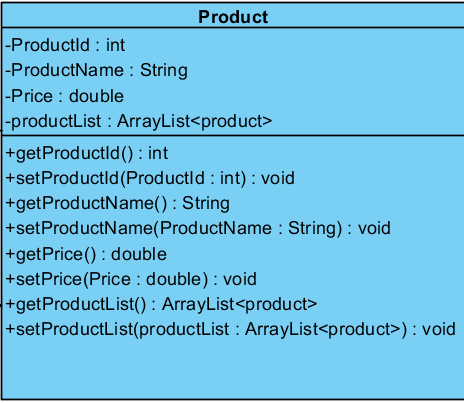 Product
-ProductId : int
-ProductName : String
-Price : double
-productList : ArrayList<product>
+getProductId() : int
+setProductId(ProductId : int) : void
+getProductName() : String
+setProductName(ProductName : String) : void
+getPrice() : double
+setPrice(Price : double) : void
+getProductList() : ArrayList<product>
+setProductList(productList : ArrayList<product>) : void